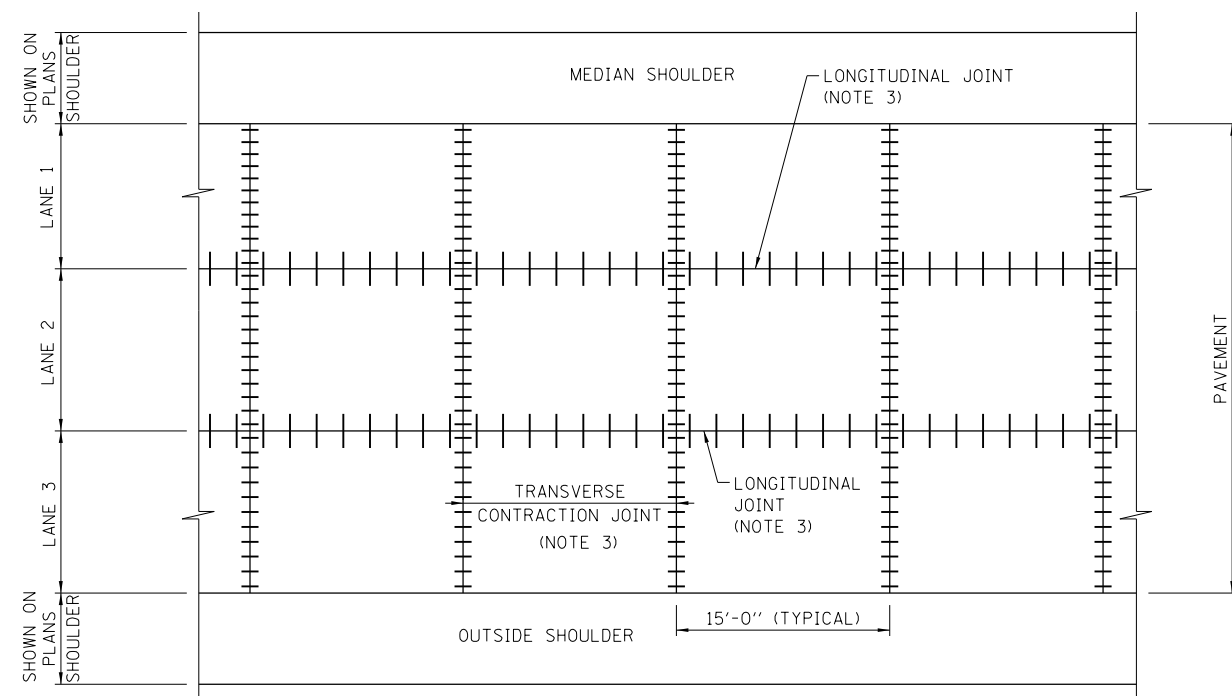 SHOWN ON
PLANS
SHOULDER
MEDIAN SHOULDER
LONGITUDINAL JOINT
(NOTE 3)
LANE 1
LANE 2
PAVEMENT
LANE 3
TRANSVERSE
CONTRACTION JOINT
(NOTE 3)
LONGITUDINAL
JOINT
(NOTE 3)
SHOWN ON
PLANS
SHOULDER
OUTSIDE SHOULDER
15'-0'' (TYPICAL)